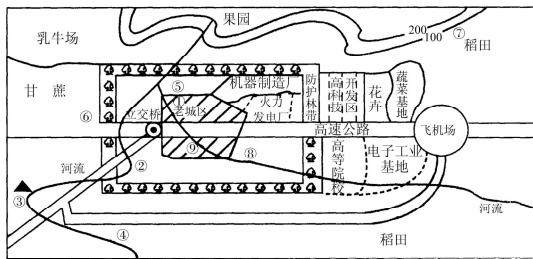 果园
乳牛场
200
100
⑦
稻田
甘 蔗
⑤
机器制造厂
防护林带
高科技
开发区
花卉
蔬菜基地
⑥
立交桥
①
老城区
火力
发电厂
高速公路
飞机场
河流
②
⑨
⑧
高等院校
电子工业
基地
③
④
河流
稻田